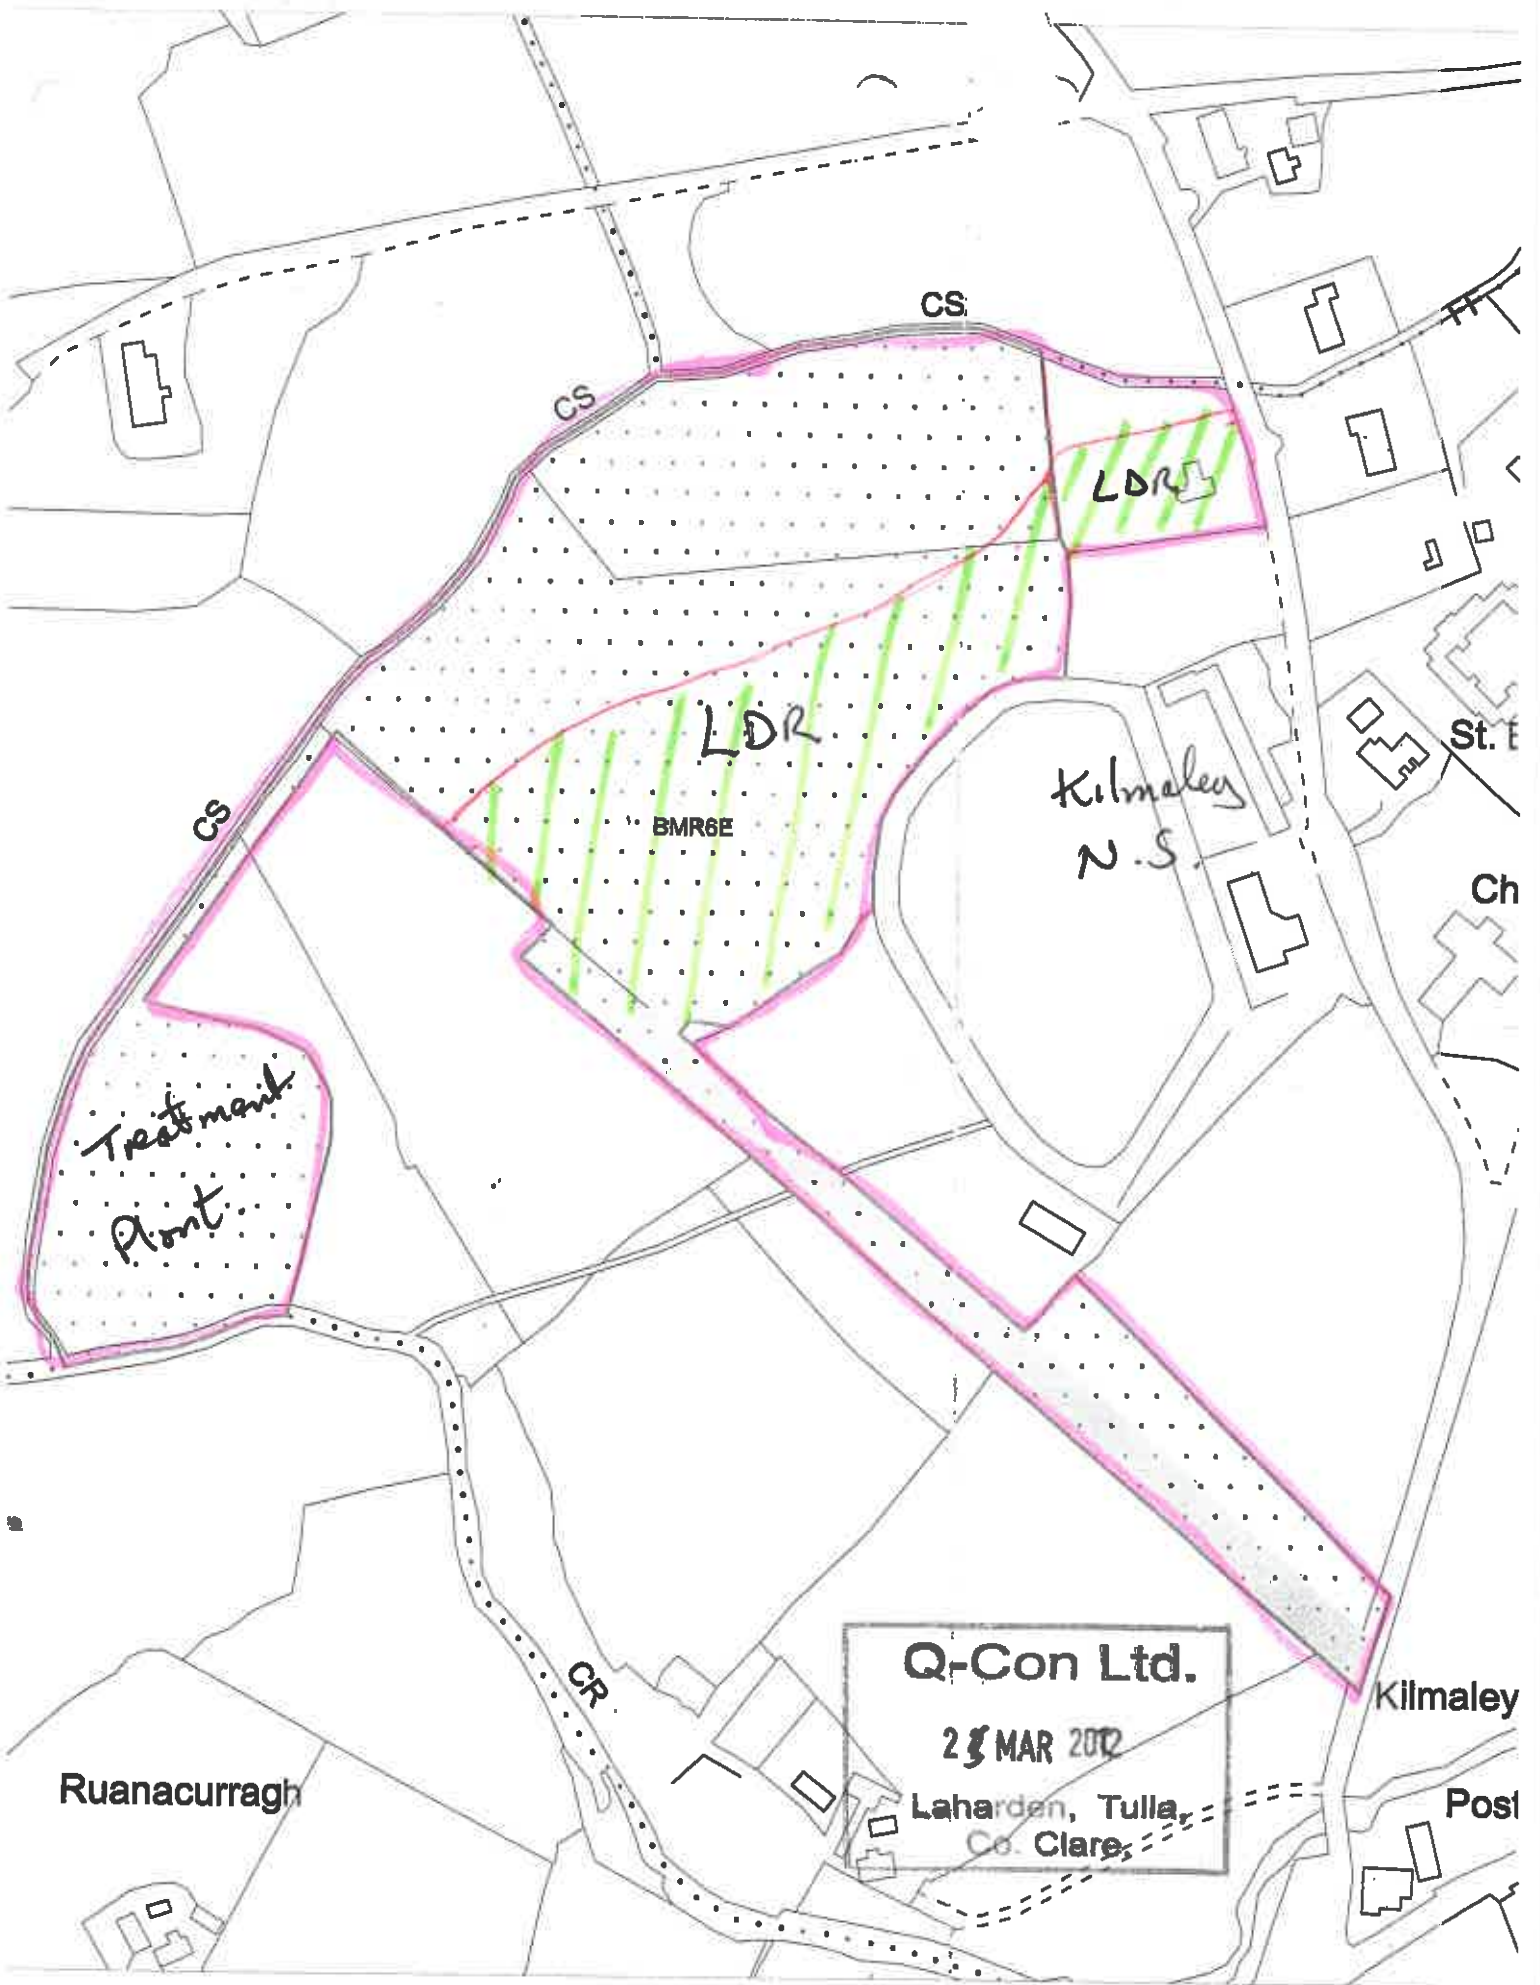 CS
CS
LDR
LDR
St.
BMR6E
Kilmaley
N.S.
CS
Ch
Treatment
Plant.
Q-Con Ltd.
MAR 2012
Kilmaley
CR
Ruanacurragh
Laharden, Tulla,
Co. Clare.
Post